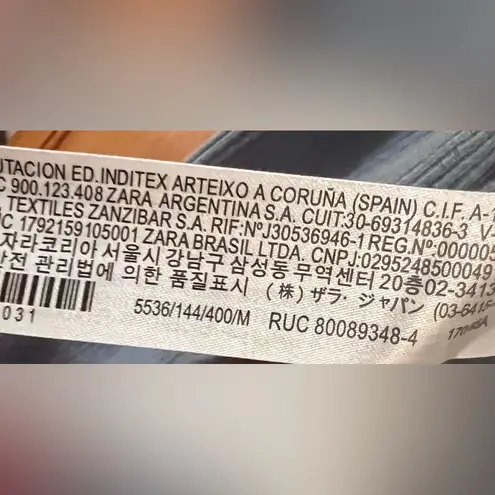 UTACION ED.INDITEX ARTEIXO A CORUÑA (SPAIN) C.I.F. A-
C 900.123.408 ZARA ARGENTINA S.A. CUIT:30-69314836-3
TEXTILES ZANZIBAR S.A. RIF:NºJ30536946-1 REG.Nº:00000
IC 1792159105001 ZARA BRASIL LTDA. CNPJ:0295248500049
자라코리아 서울시 강남구 삼성동 무역센터 20층 02-3413
안전 관리법에 의한 품질표시 (株) ザラ・ジャパン (03-641
031 5536/144/400/M RUC 80089348-4